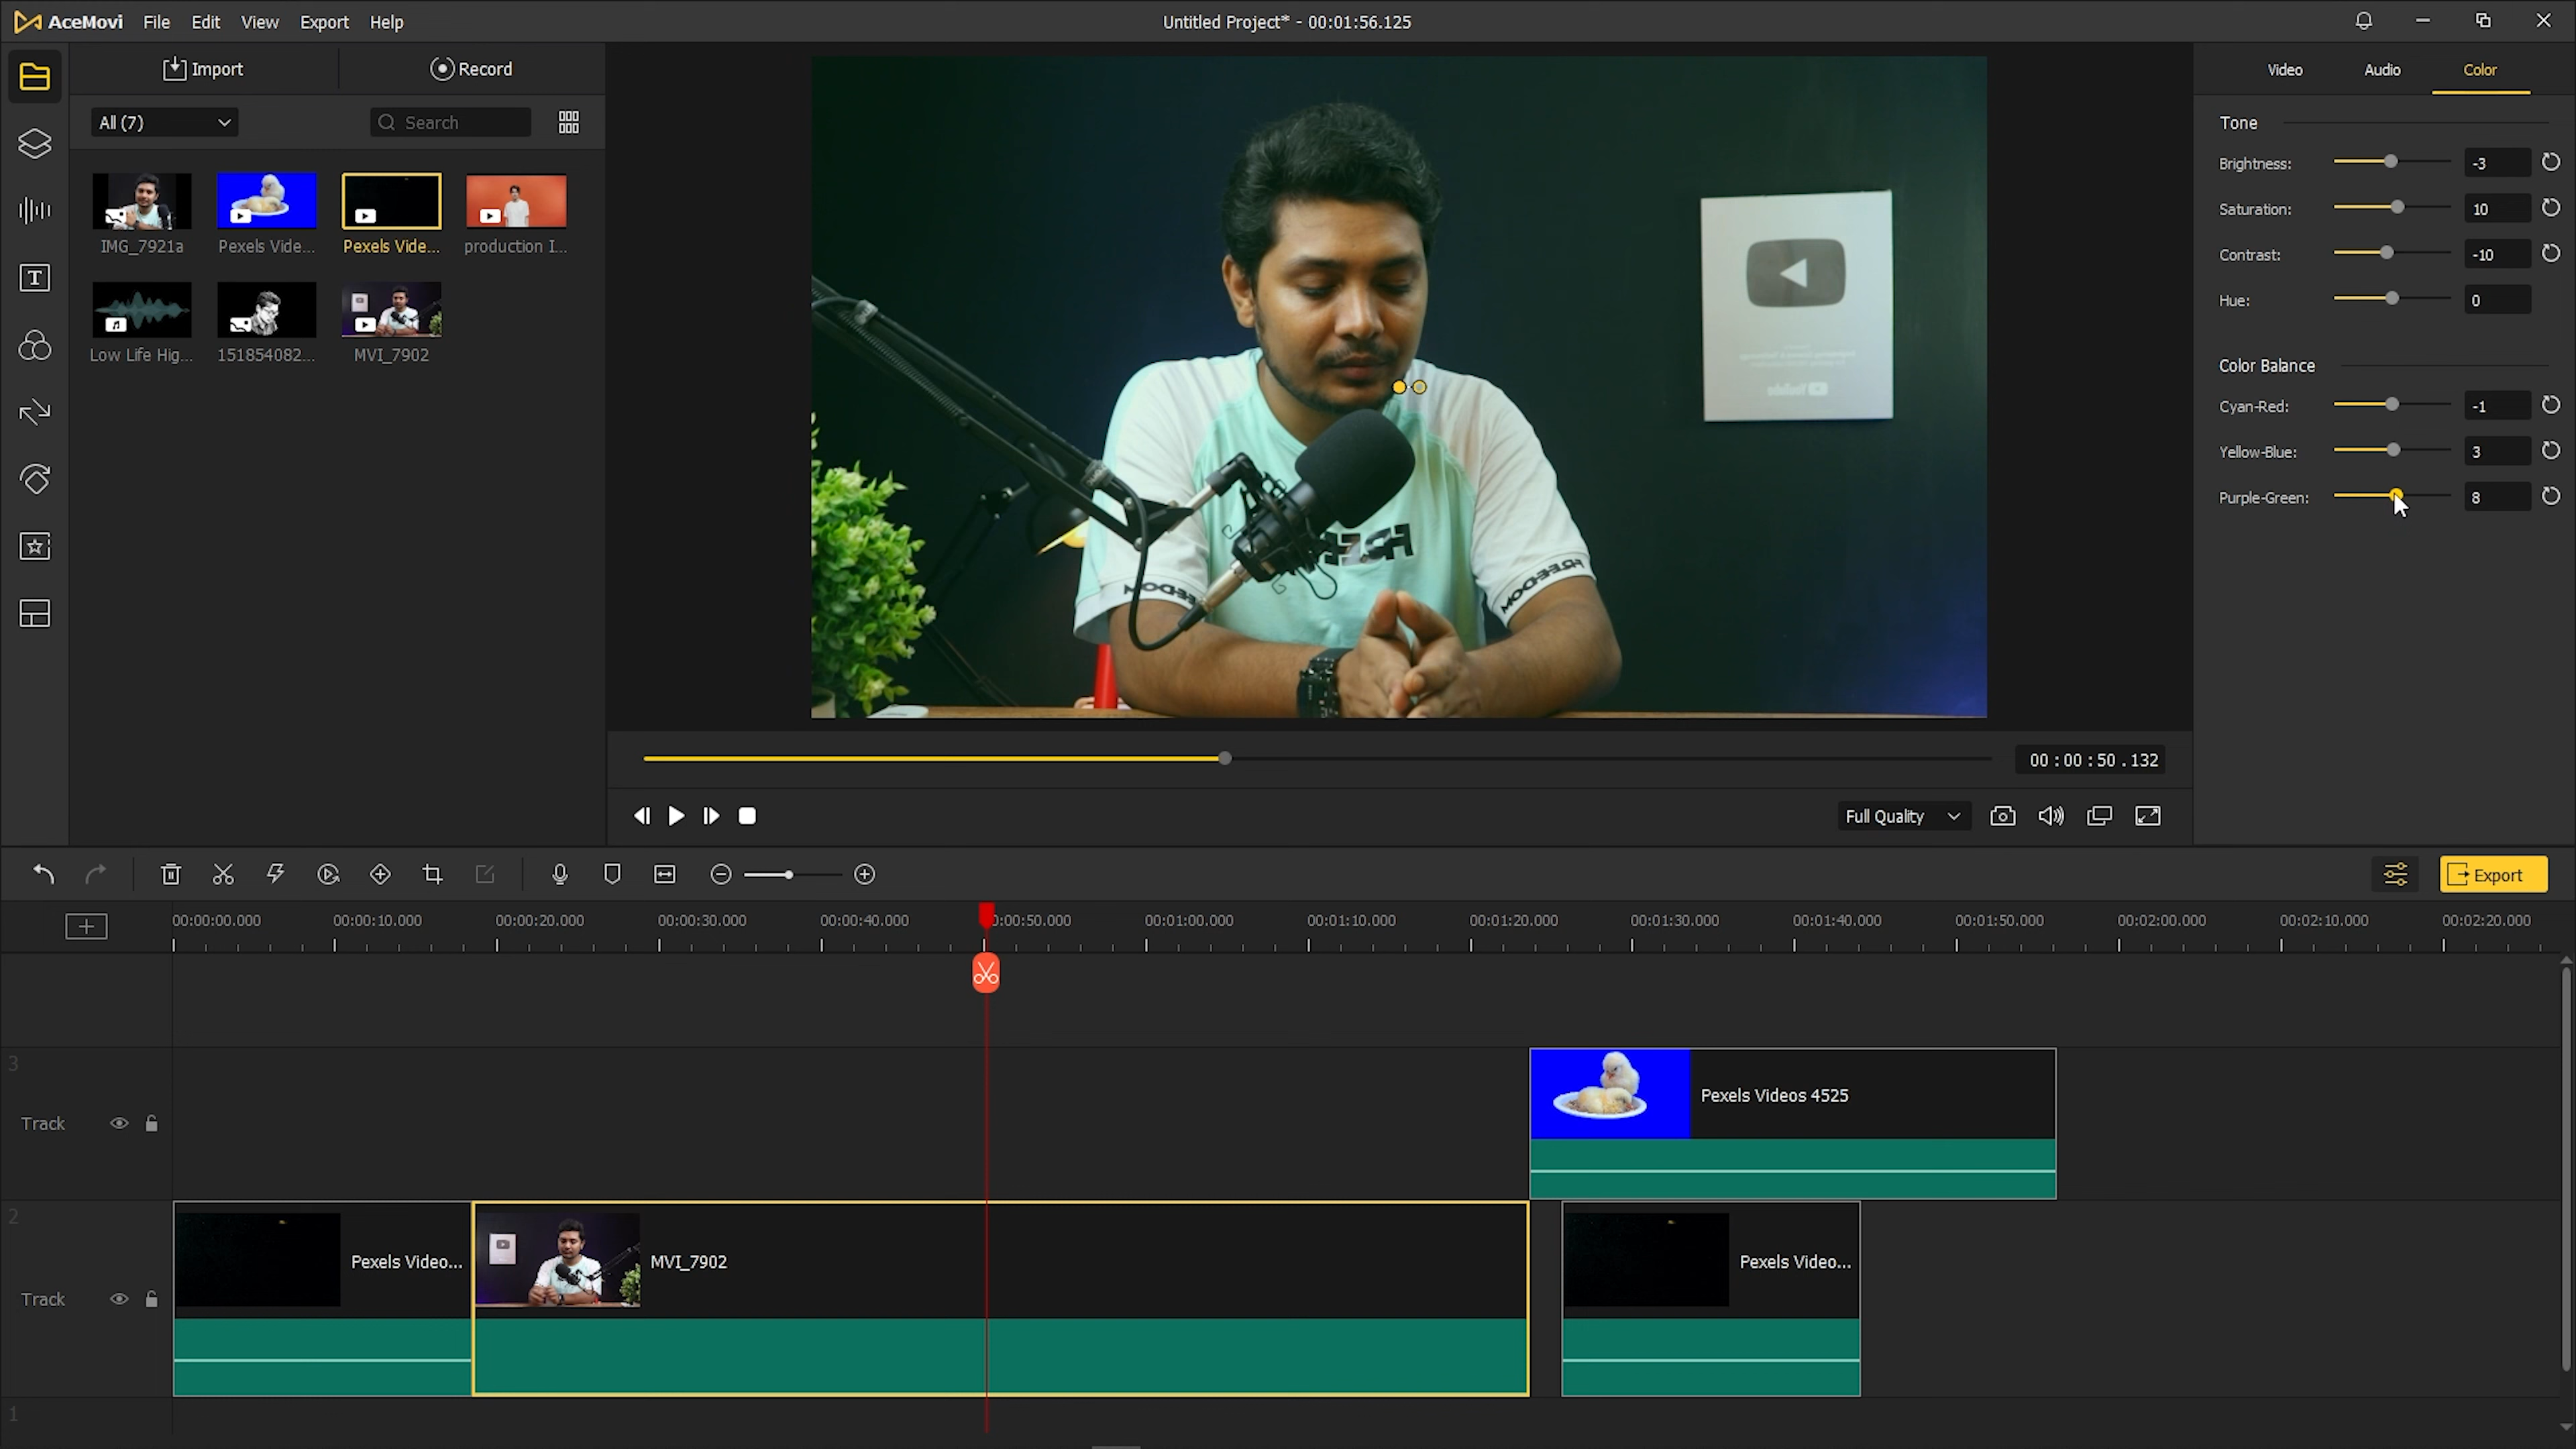 AceMovi File Edit View Export Help
Untitled Project* - 00:01:56.125
Import
Record
All (7)
Search
IMG_7921a
Pexels Vide...
Pexels Vide...
production I...
Low Life Hig...
151854082...
MVI_7902
FREEDOM
FREEDOM
00 : 00 : 50 . 132
Full Quality
Video Audio Color
Tone
Brightness: -3
Saturation: 10
Contrast: -10
Hue: 0
Color Balance
Cyan-Red: -1
Yellow-Blue: 3
Purple-Green: 8
Export
00:00:00.000 00:00:10.000 00:00:20.000 00:00:30.000 00:00:40.000 0:00:50.000 00:01:00.000 00:01:10.000 00:01:20.000 00:01:30.000 00:01:40.000 00:01:50.000 00:02:00.000 00:02:10.000 00:02:20.000
3
Track
Pexels Videos 4525
2
Track
Pexels Video...
MVI_7902
Pexels Video...
1